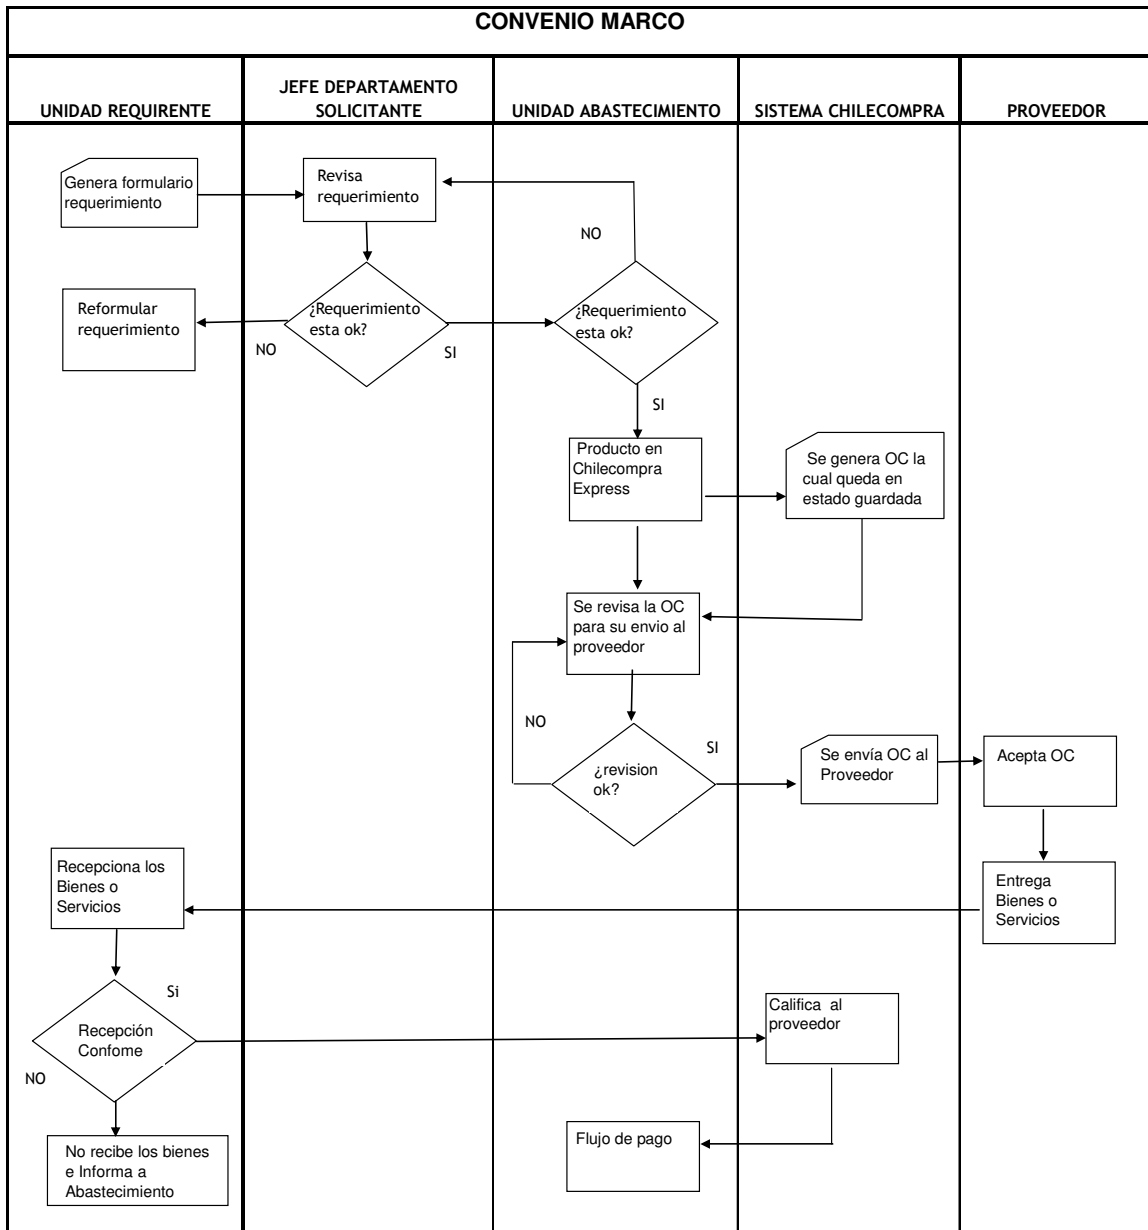 CONVENIO MARCO
UNIDAD REQUIRENTE
JEFE DEPARTAMENTO
SOLICITANTE
UNIDAD ABASTECIMIENTO
SISTEMA CHILECOMPRA
PROVEEDOR
Genera formulario
requerimiento
Revisa
requerimiento
NO
Reformular
requerimiento
¿Requerimiento
esta ok?
¿Requerimiento
esta ok?
NO
SI
SI
Producto en
Chilecompra
Express
Se genera OC la
cual queda en
estado guardada
Se revisa la OC
para su envio al
proveedor
NO
SI
¿revision
ok?
Se envía OC al
Proveedor
Acepta OC
Recepciona los
Bienes o
Servicios
Entrega
Bienes o
Servicios
Si
Recepción
Confome
NO
Califica al
proveedor
No recibe los bienes
e Informa a
Abastecimiento
Flujo de pago